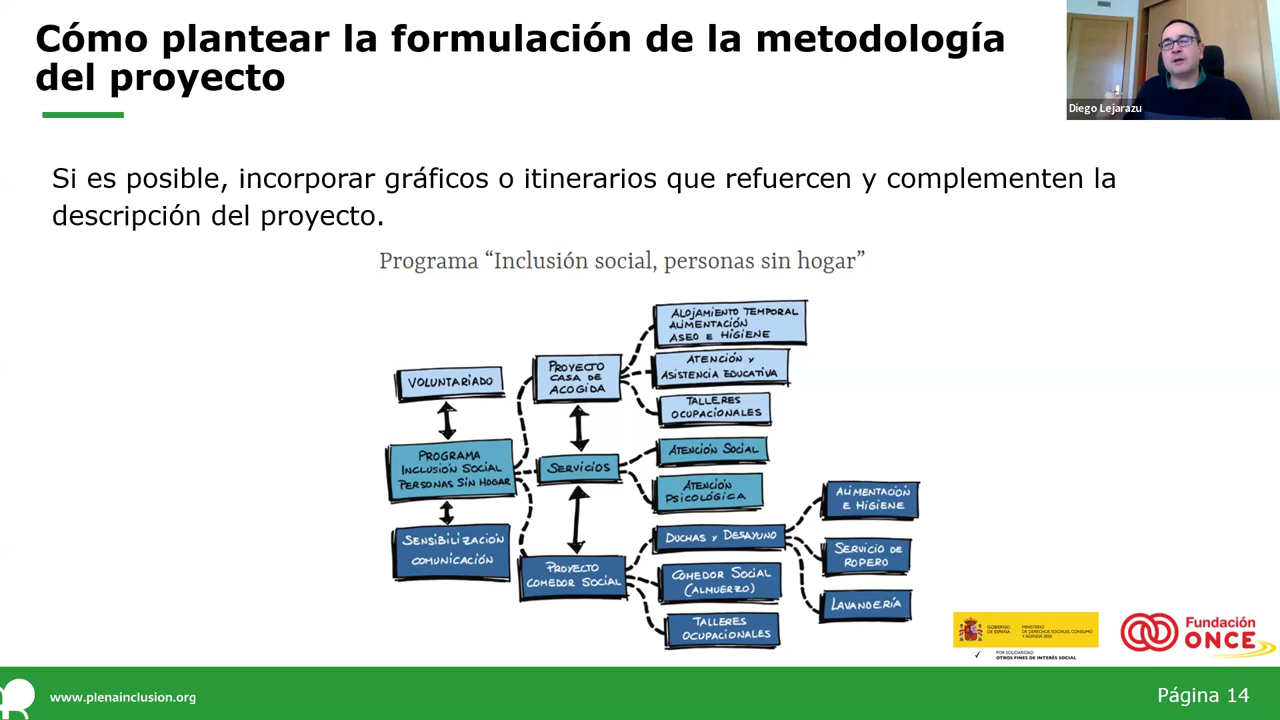 Cómo plantear la formulación de la metodología
del proyecto
Diego Lejarazu
Si es posible, incorporar gráficos o itinerarios que refuercen y complementen la
descripción del proyecto.
Programa “Inclusión social, personas sin hogar”
VOLUNTARIADO
PROGRAMA
INCLUSIÓN SOCIAL
PERSONAS SIN HOGAR
SENSIBILIZACIÓN
COMUNICACIÓN
PROYECTO
CASA DE
ACOGIDA
SERVICIOS
PROYECTO
COMEDOR SOCIAL
ALOJAMIENTO TEMPORAL
ALIMENTACIÓN
ASEO E HIGIENE
ATENCIÓN Y
ASISTENCIA EDUCATIVA
TALLERES
OCUPACIONALES
ATENCIÓN SOCIAL
ATENCIÓN
PSICOLÓGICA
DUCHAS Y DESAYUNO
COMEDOR SOCIAL
(ALMUERZO)
TALLERES
OCUPACIONALES
ALIMENTACIÓN
E HIGIENE
SERVICIO DE
ROPERO
LAVANDERÍA
GOBIERNO
DE ESPAÑA
MINISTERIO
DE DERECHOS SOCIALES, CONSUMO
Y AGENDA 2030
POR SOLIDARIDAD
OTROS FINES DE INTERÉS SOCIAL
Fundación
ONCE
www.plenainclusion.org
Página 14